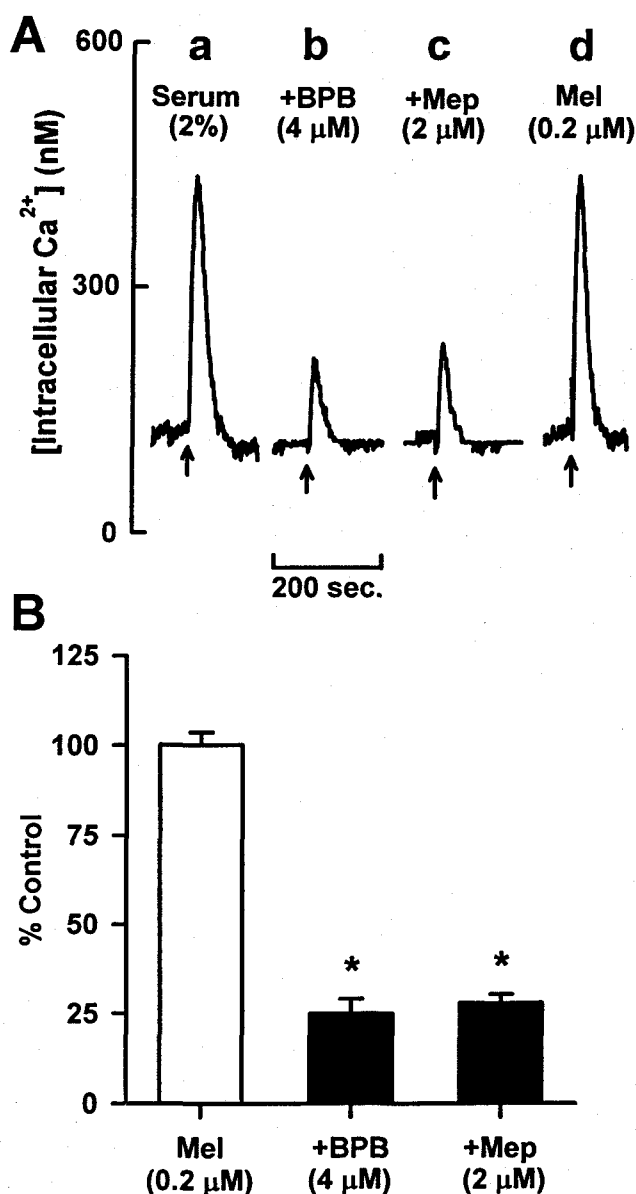 A
600
300
0
[Intracellular Ca2+] (nM)
a b c d
Serum +BPB +Mep Mel
(2%) (4 μM) (2 μM) (0.2 μM)
200 sec.
B
125
100
75
50
25
0
% Control
* *
Mel +BPB +Mep
(0.2 μM) (4 μM) (2 μM)